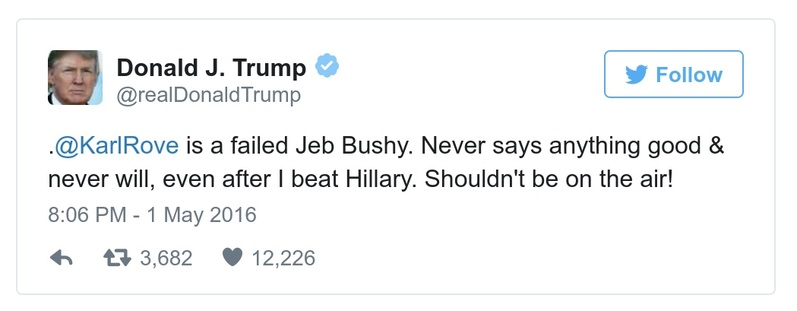 Donald J. Trump
@realDonaldTrump
Follow
.@KarlRove is a failed Jeb Bushy. Never says anything good &
never will, even after I beat Hillary. Shouldn't be on the air!
8:06 PM - 1 May 2016
3,682 12,226